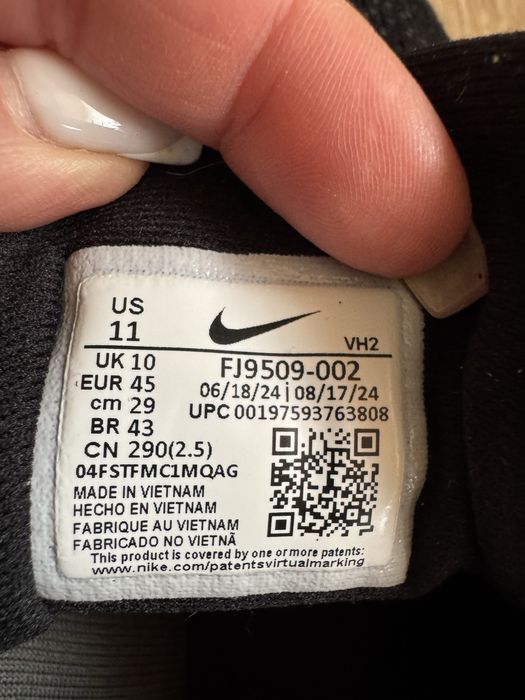 US
11
VH2
UK 10
EUR 45
cm 29
BR 43
CN 290(2.5)
FJ9509-002
06/18/24 | 08/17/24
UPC 00197593763808
04FSTFMC1MQAG
MADE IN VIETNAM
HECHO EN VIETNAM
FABRIQUE AU VIETNAM
FABRICADO NO VIETNÃ
This product is covered by one or more patents:
www.nike.com/patentsvirtualmarking